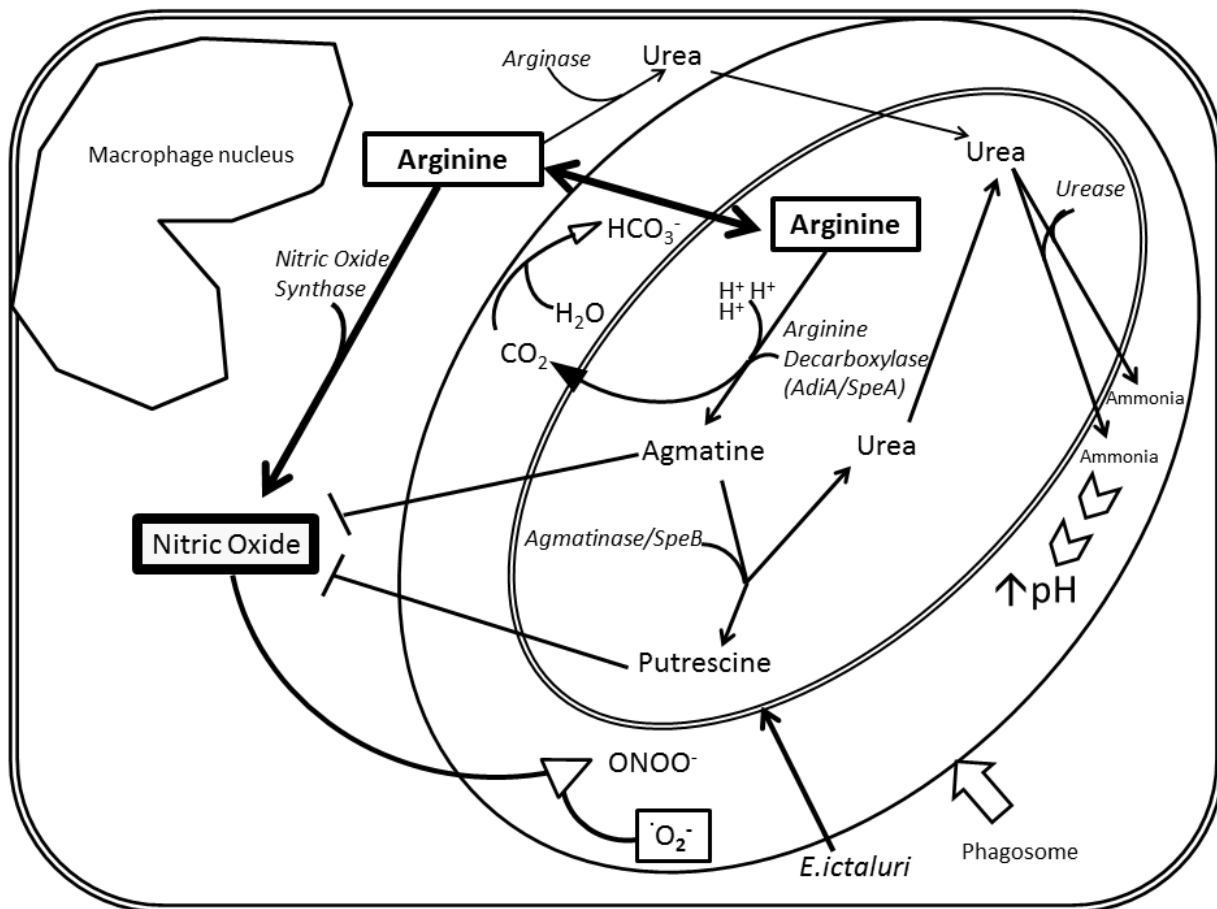 Arginase
Urea
Macrophage nucleus
Arginine
Urea
Urease
HCO₃⁻
Arginine
Nitric Oxide
Synthase
H⁺ H⁺
H⁺
H₂O
Arginine
Decarboxylase
(AdiA/SpeA)
CO₂
Ammonia
Agmatine
Urea
Ammonia
Nitric Oxide
Agmatinase/SpeB
↑pH
Putrescine
ONOO⁻
˙O₂⁻
E.ictaluri
Phagosome